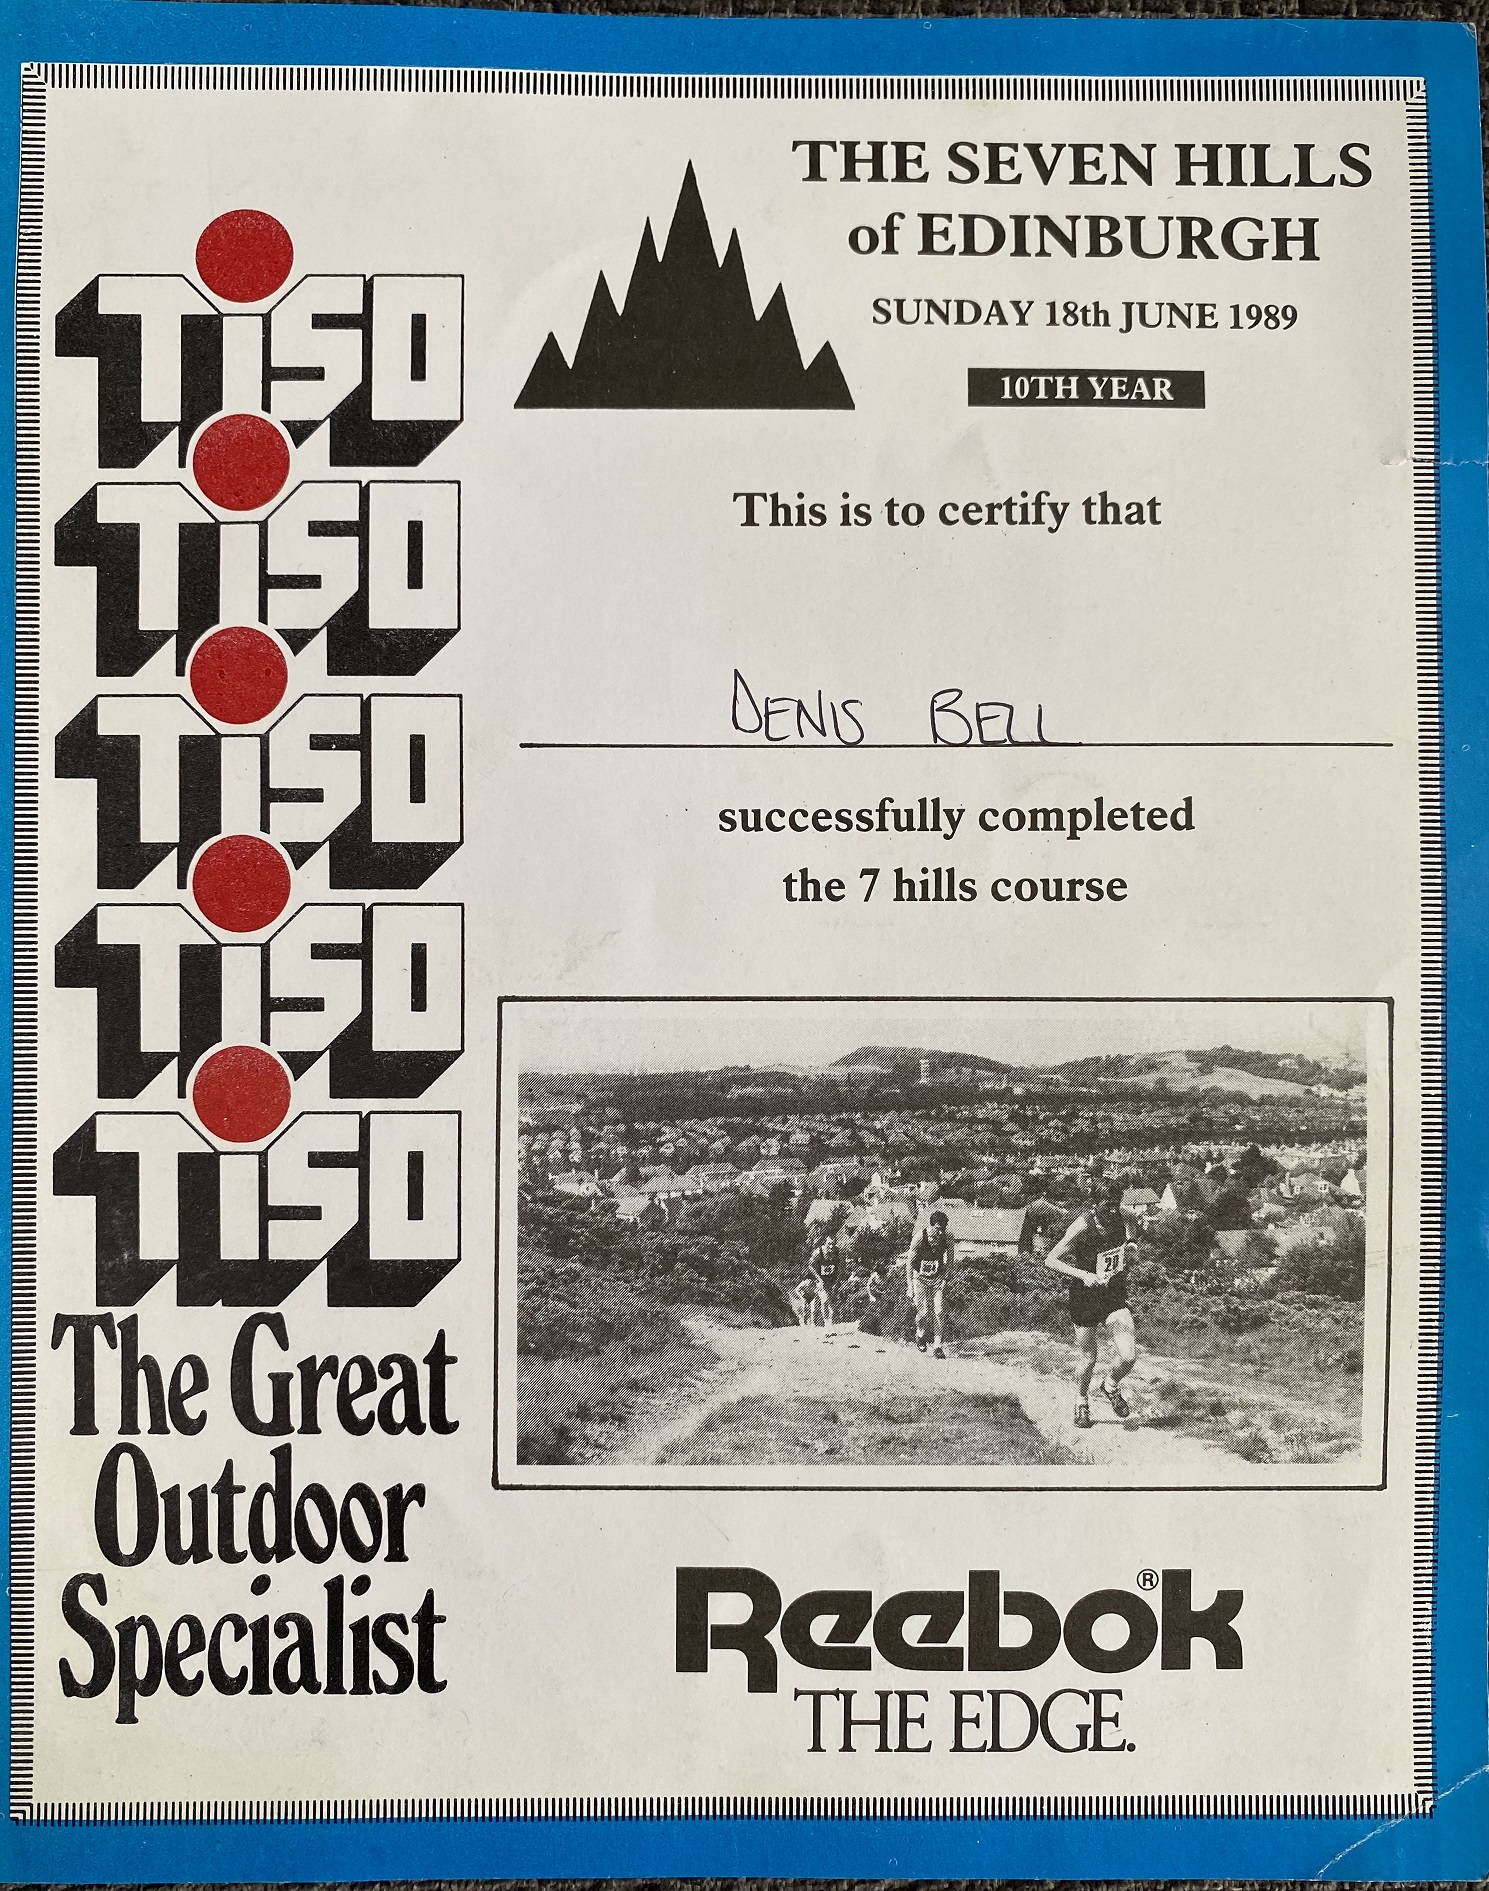 THE SEVEN HILLS
of EDINBURGH
SUNDAY 18th JUNE 1989
10TH YEAR
This is to certify that
DENIS BELL
successfully completed
the 7 hills course
TiSO
TiSO
TiSO
TiSO
TiSO
The Great
Outdoor
Specialist
20
Reebok®
THE EDGE.